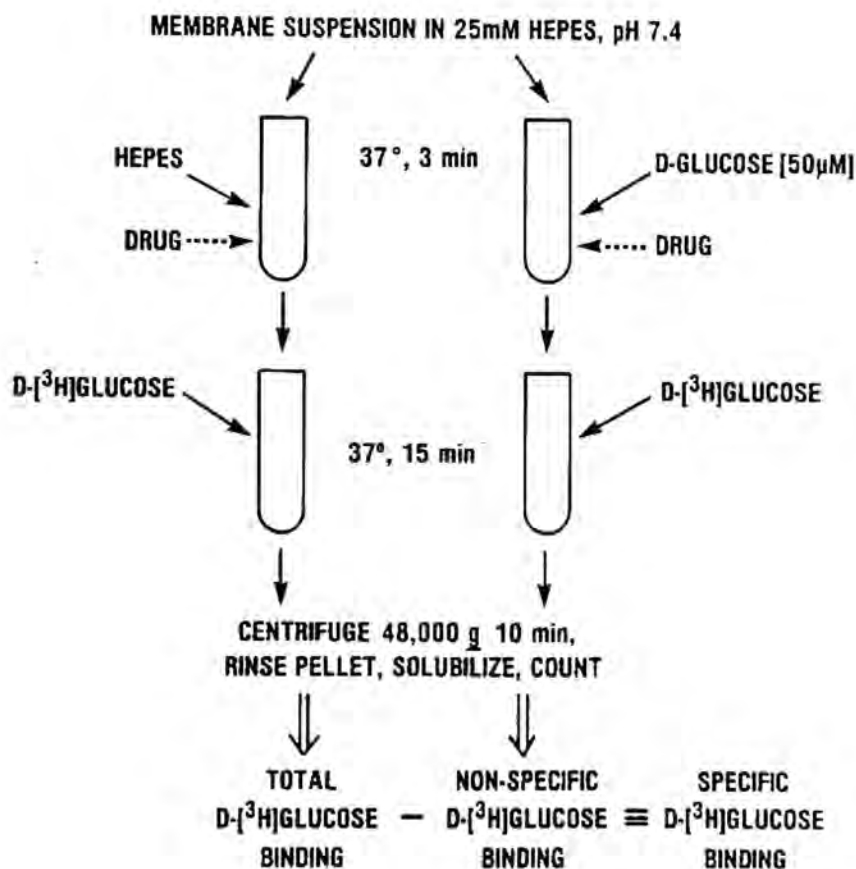 MEMBRANE SUSPENSION IN 25mM HEPES, pH 7.4
HEPES
37°, 3 min
D-GLUCOSE [50µM]
DRUG
DRUG
D-[³H]GLUCOSE
D-[³H]GLUCOSE
37°, 15 min
CENTRIFUGE 48,000 g 10 min,
RINSE PELLET, SOLUBILIZE, COUNT
TOTAL NON-SPECIFIC SPECIFIC
D-[³H]GLUCOSE − D-[³H]GLUCOSE ≡ D-[³H]GLUCOSE
BINDING BINDING BINDING